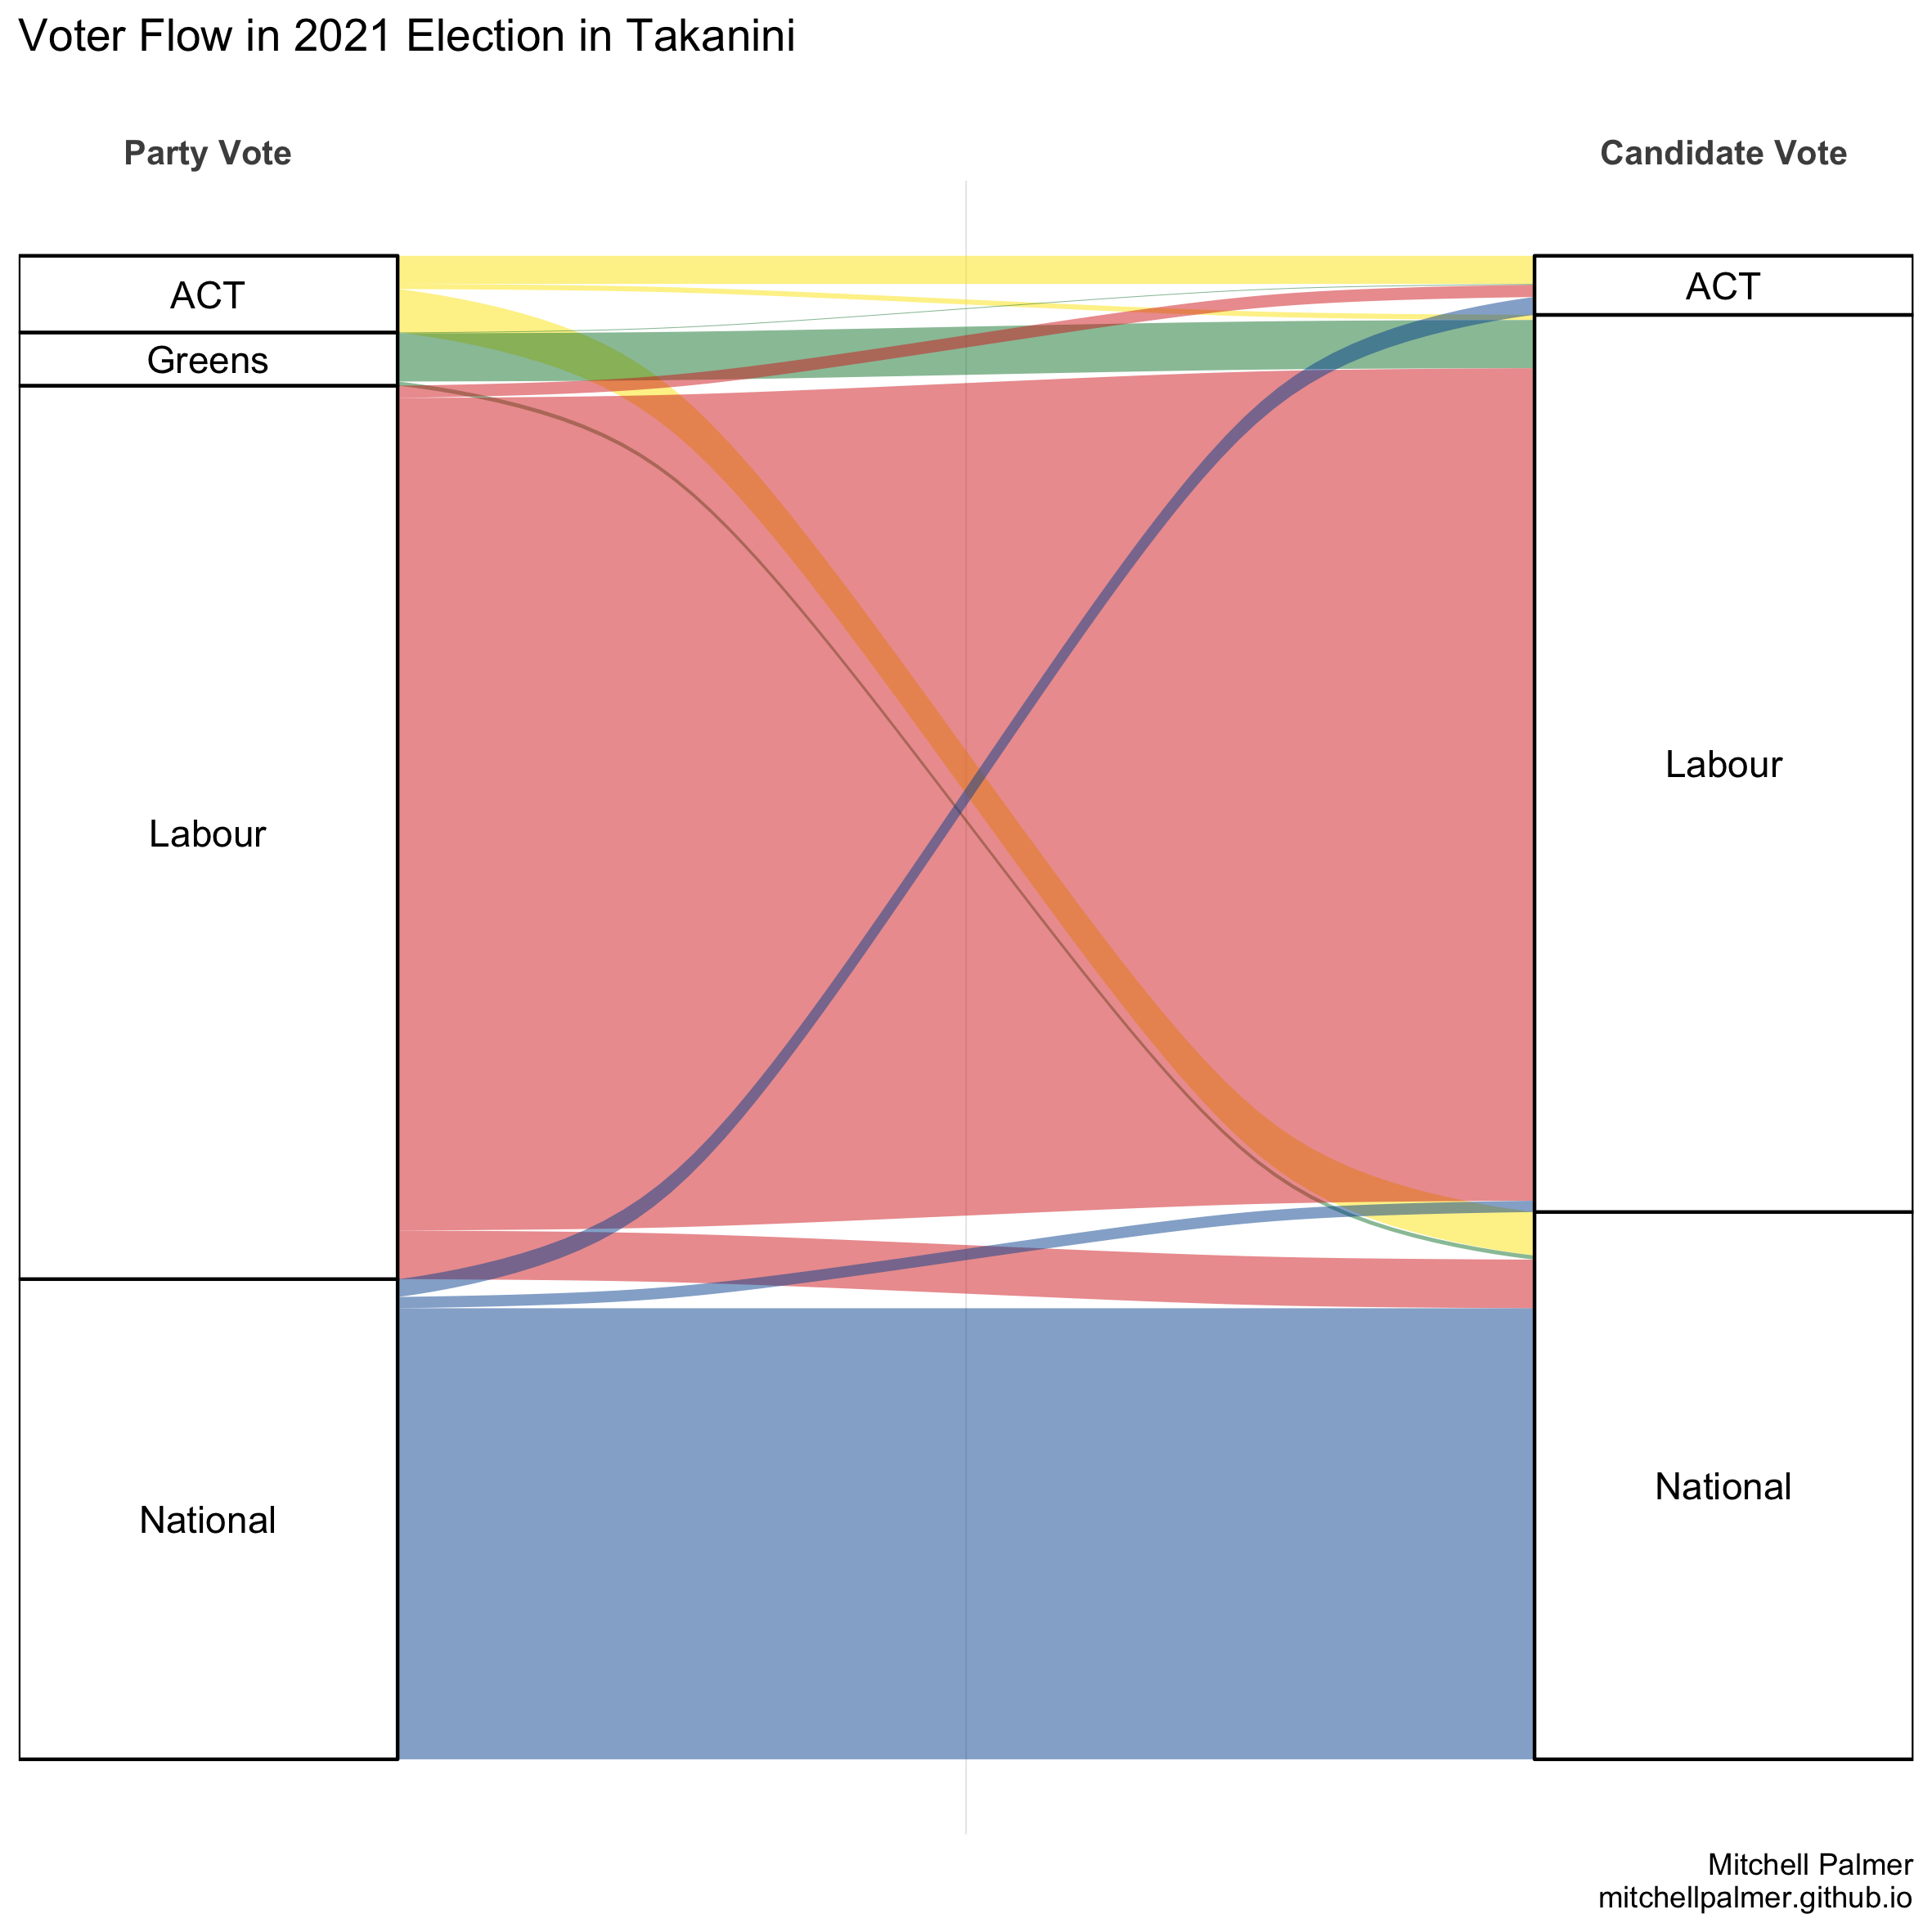 Voter Flow in 2021 Election in Takanini
Party Vote
Candidate Vote
ACT
Greens
Labour
National
ACT
Labour
National
Mitchell Palmer
mitchellpalmer.github.io